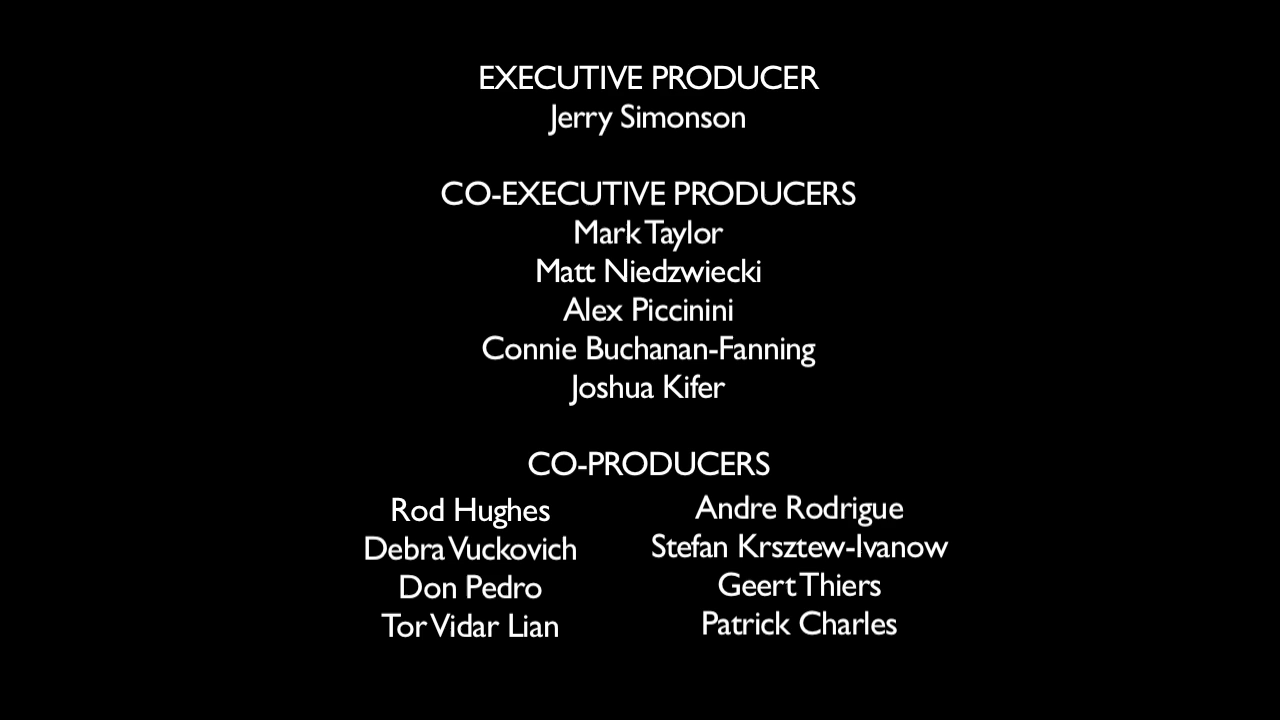 EXECUTIVE PRODUCER
Jerry Simonson
CO-EXECUTIVE PRODUCERS
Mark Taylor
Matt Niedzwiecki
Alex Piccinini
Connie Buchanan-Fanning
Joshua Kifer
CO-PRODUCERS
Rod Hughes
Debra Vuckovich
Don Pedro
Tor Vidar Lian
Andre Rodrigue
Stefan Krsztew-Ivanow
Geert Thiers
Patrick Charles